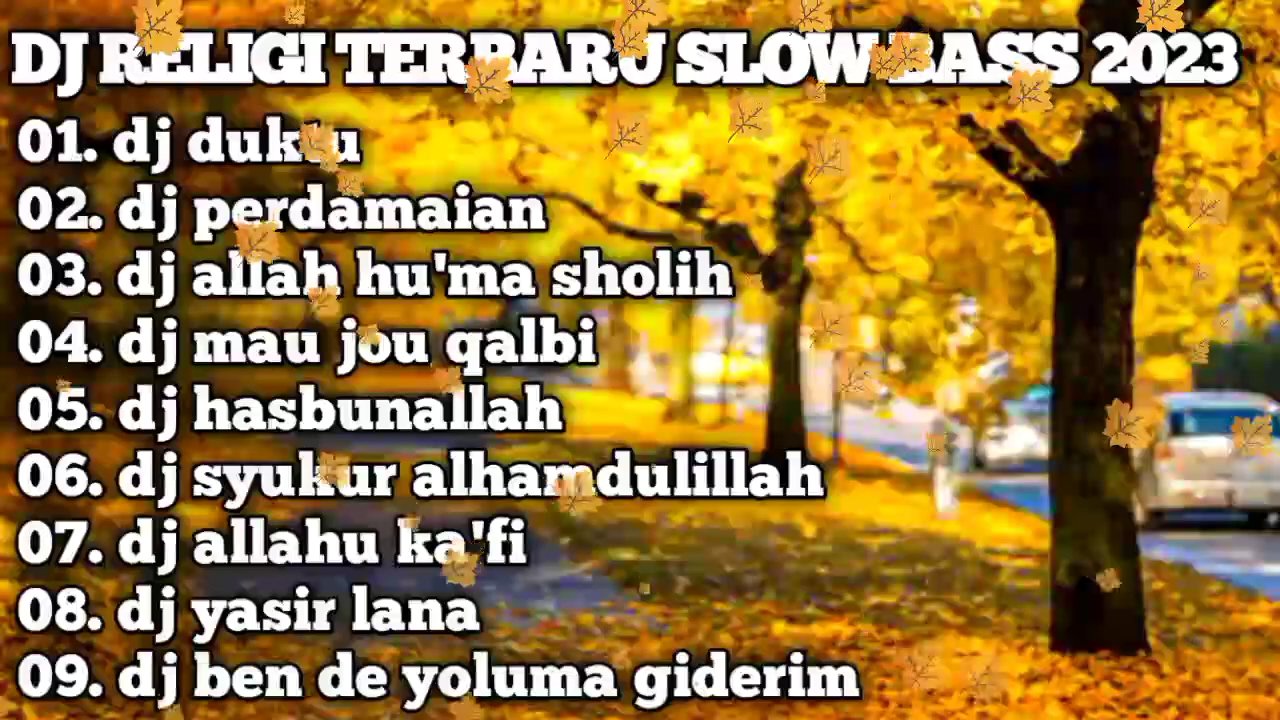 DJ RELIGI TERBARU SLOW BASS 2023
01. dj
02. dj perdamaian
03. dj allah hu'ma sholih
04. dj mau jou qalbi
05. dj hasbunallah
06. dj syukur alhamdulillah
07. dj allahu ka'fi
08. dj yasir lana
09. dj ben de yoluma giderim